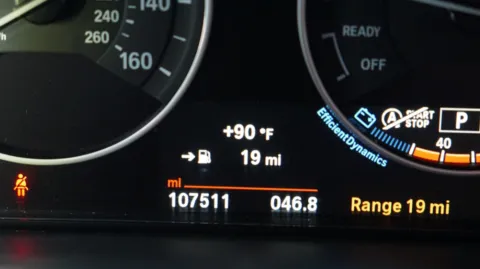 140
240
260
160
READY
OFF
START
STOP
P
EfficientDynamics
40
+90 °F
19 mi
mi
107511 046.8
Range 19 mi